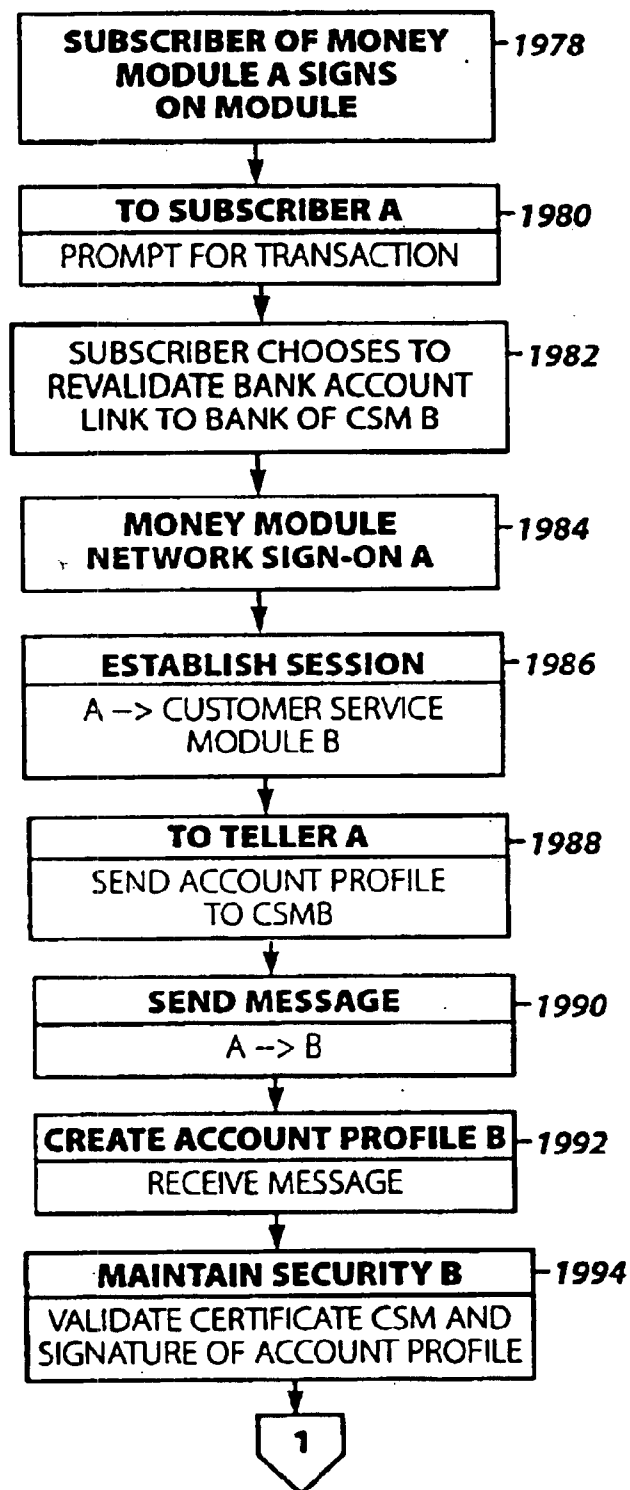 SUBSCRIBER OF MONEY
MODULE A SIGNS
ON MODULE
1978
TO SUBSCRIBER A
1980
PROMPT FOR TRANSACTION
SUBSCRIBER CHOOSES TO
REVALIDATE BANK ACCOUNT
LINK TO BANK OF CSM B
1982
MONEY MODULE
NETWORK SIGN-ON A
1984
ESTABLISH SESSION
1986
A --> CUSTOMER SERVICE
MODULE B
TO TELLER A
1988
SEND ACCOUNT PROFILE
TO CSMB
SEND MESSAGE
1990
A --> B
CREATE ACCOUNT PROFILE B
1992
RECEIVE MESSAGE
MAINTAIN SECURITY B
1994
VALIDATE CERTIFICATE CSM AND
SIGNATURE OF ACCOUNT PROFILE
1